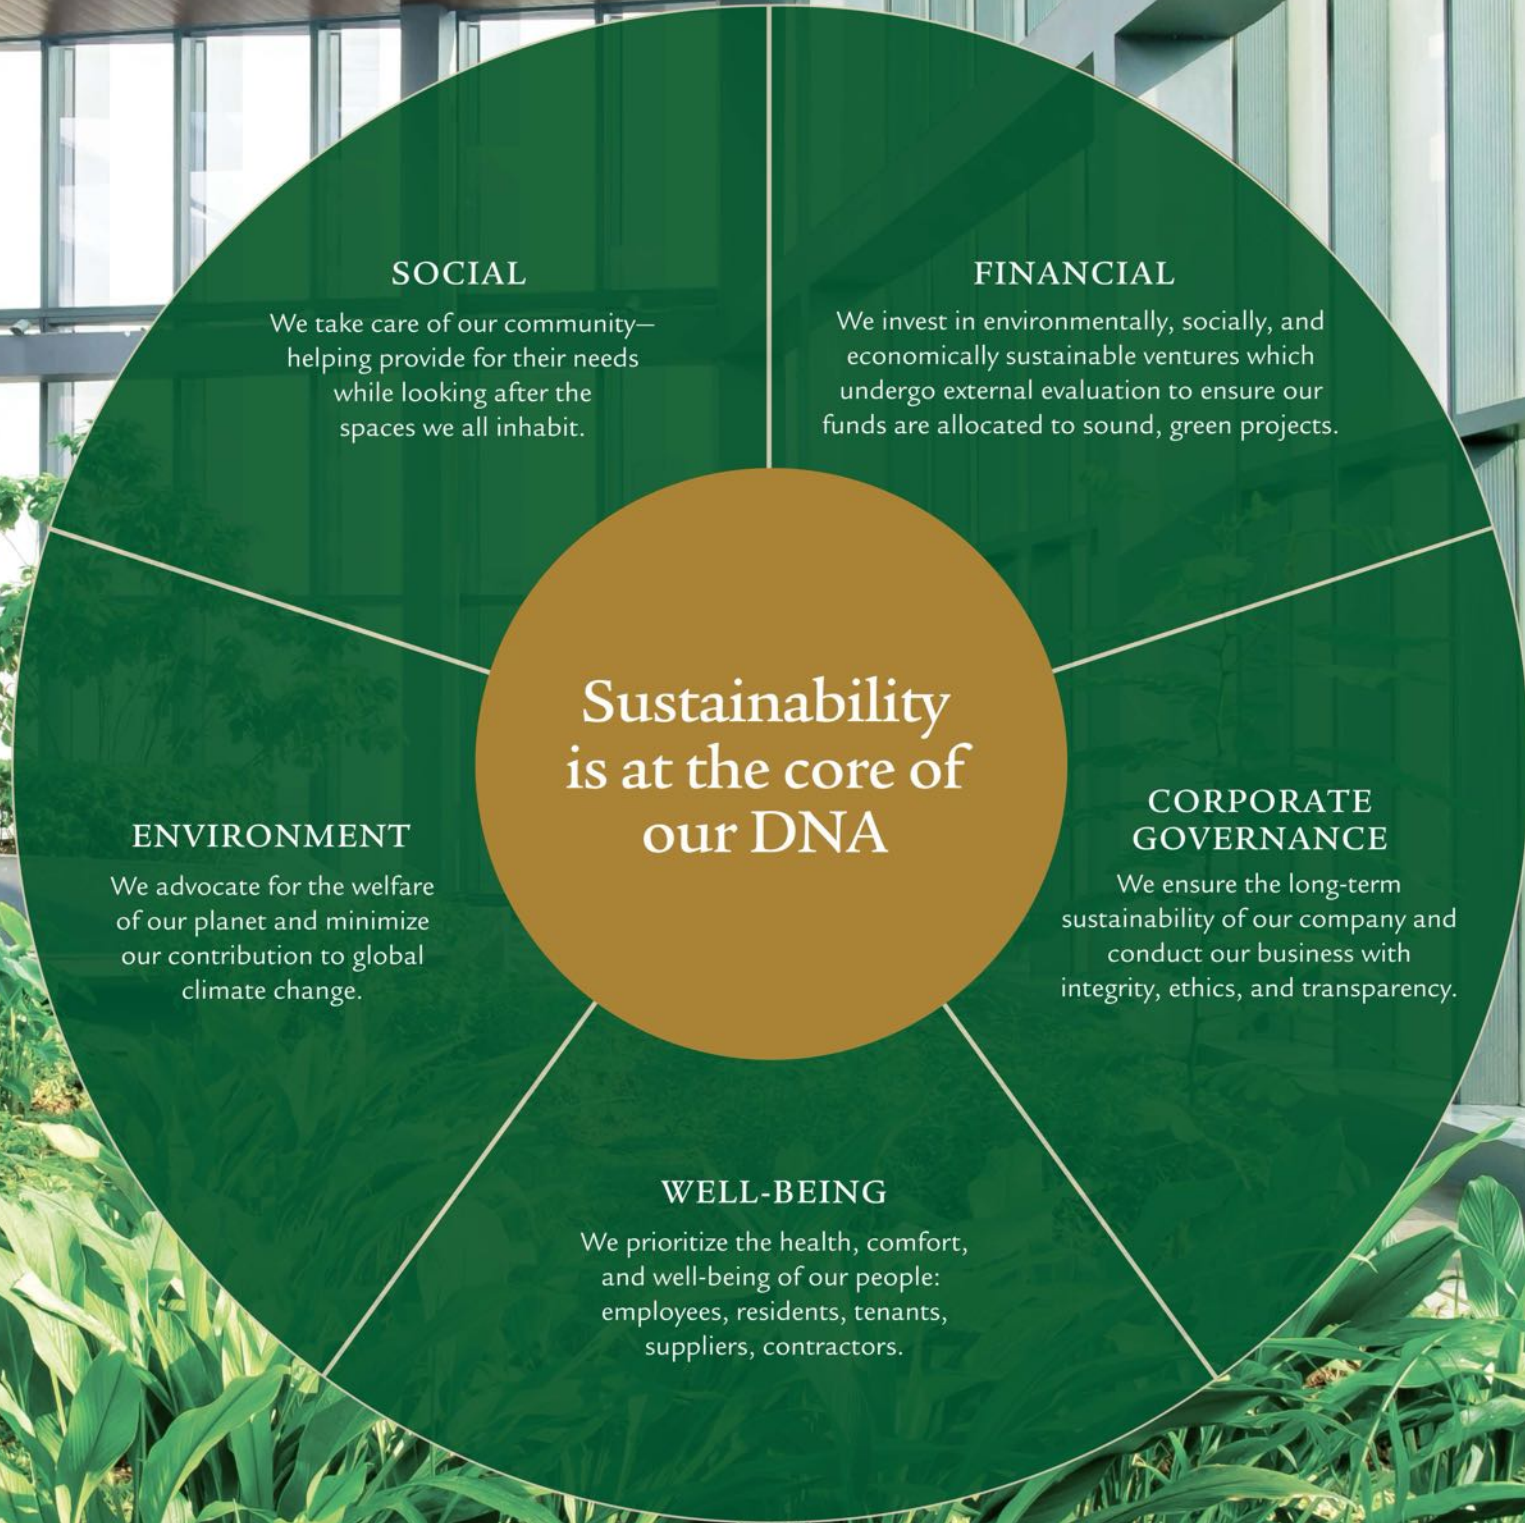 SOCIAL
We take care of our community—
helping provide for their needs
while looking after the
spaces we all inhabit.
FINANCIAL
We invest in environmentally, socially, and
economically sustainable ventures which
undergo external evaluation to ensure our
funds are allocated to sound, green projects.
Sustainability
is at the core of
our DNA
ENVIRONMENT
We advocate for the welfare
of our planet and minimize
our contribution to global
climate change.
CORPORATE
GOVERNANCE
We ensure the long-term
sustainability of our company and
conduct our business with
integrity, ethics, and transparency.
WELL-BEING
We prioritize the health, comfort,
and well-being of our people:
employees, residents, tenants,
suppliers, contractors.